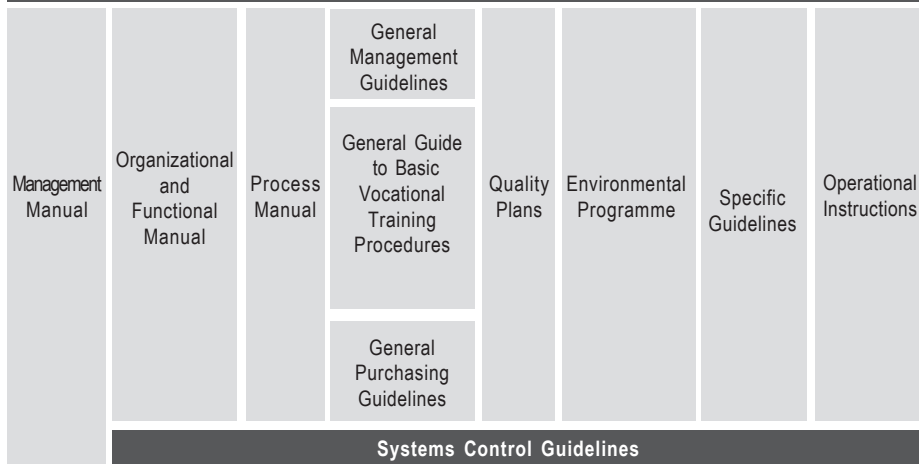 Management
Manual
Organizational
and
Functional
Manual
Process
Manual
General
Management
Guidelines
General Guide
to Basic
Vocational
Training
Procedures
General
Purchasing
Guidelines
Quality
Plans
Environmental
Programme
Specific
Guidelines
Operational
Instructions
Systems Control Guidelines